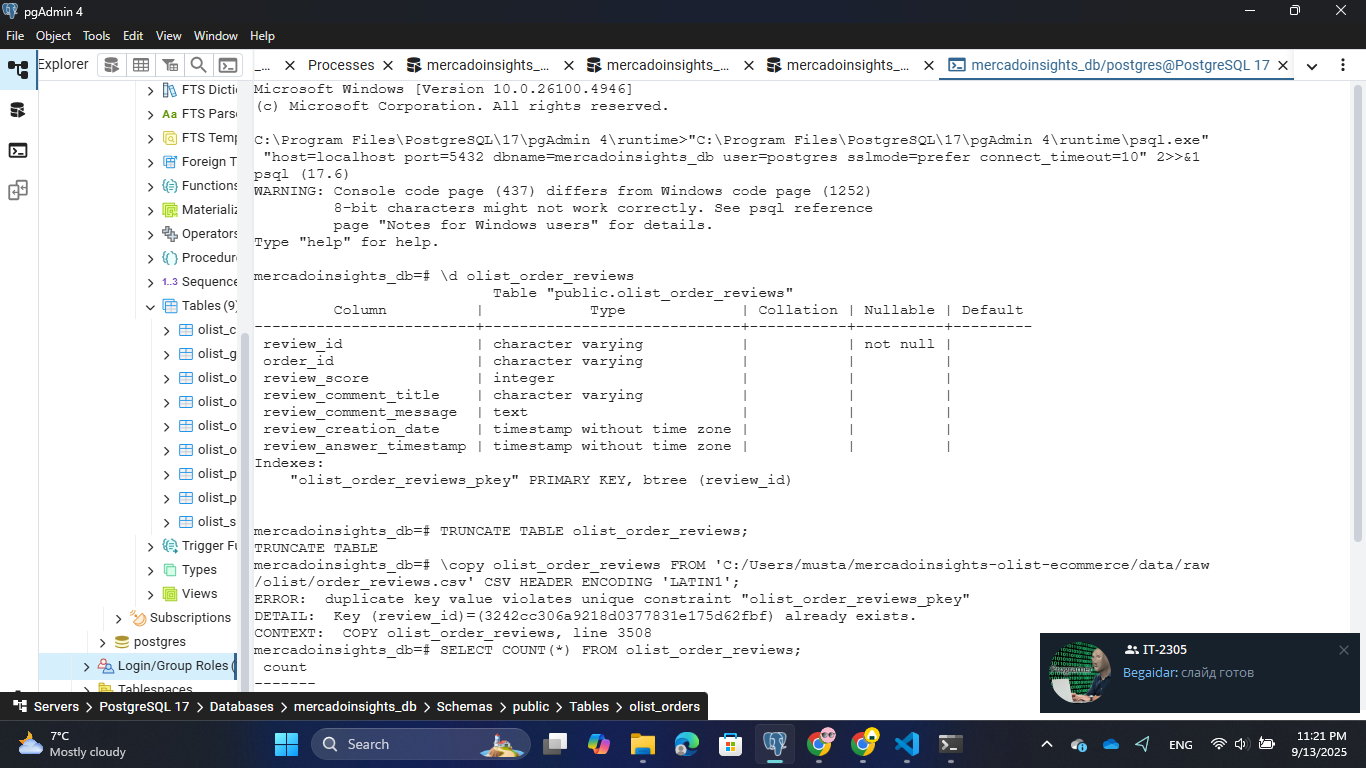 pgAdmin 4
File Object Tools Edit View Window Help
Explorer
_... Processes mercadoinsights_... mercadoinsights_... mercadoinsights_... mercadoinsights_db/postgres@PostgreSQL 17
FTS Dictio
FTS Parse
FTS Temp
Foreign T
Functions
Materializ
Operators
Procedur
1..3 Sequence
Tables (9)
olist_c
olist_g
olist_o
olist_o
olist_o
olist_o
olist_p
olist_p
olist_s
Trigger Fu
Types
Views
Subscriptions
postgres
Login/Group Roles (
Tablespaces
Microsoft Windows [Version 10.0.26100.4946]
(c) Microsoft Corporation. All rights reserved.
C:\Program Files\PostgreSQL\17\pgAdmin 4\runtime>"C:\Program Files\PostgreSQL\17\pgAdmin 4\runtime\psql.exe"
"host=localhost port=5432 dbname=mercadoinsights_db user=postgres sslmode=prefer connect_timeout=10" 2>>&1
psql (17.6)
WARNING: Console code page (437) differs from Windows code page (1252)
8-bit characters might not work correctly. See psql reference
page "Notes for Windows users" for details.
Type "help" for help.
mercadoinsights_db=# \d olist_order_reviews
Table "public.olist_order_reviews"
Column | Type | Collation | Nullable | Default
-------------------------+-----------------------------+-----------+----------+---------
review_id | character varying | | not null |
order_id | character varying | | |
review_score | integer | | |
review_comment_title | character varying | | |
review_comment_message | text | | |
review_creation_date | timestamp without time zone | | |
review_answer_timestamp | timestamp without time zone | | |
Indexes:
"olist_order_reviews_pkey" PRIMARY KEY, btree (review_id)
mercadoinsights_db=# TRUNCATE TABLE olist_order_reviews;
TRUNCATE TABLE
mercadoinsights_db=# \copy olist_order_reviews FROM 'C:/Users/musta/mercadoinsights-olist-ecommerce/data/raw
/olist/order_reviews.csv' CSV HEADER ENCODING 'LATIN1';
ERROR: duplicate key value violates unique constraint "olist_order_reviews_pkey"
DETAIL: Key (review_id)=(3242cc306a9218d0377831e175d62fbf) already exists.
CONTEXT: COPY olist_order_reviews, line 3508
mercadoinsights_db=# SELECT COUNT(*) FROM olist_order_reviews;
count
-------
IT-2305
Begaidar: слайд готов
Servers > PostgreSQL 17 > Databases > mercadoinsights_db > Schemas > public > Tables > olist_orders
7°C
Mostly cloudy
Search
ENG
11:21 PM
9/13/2025